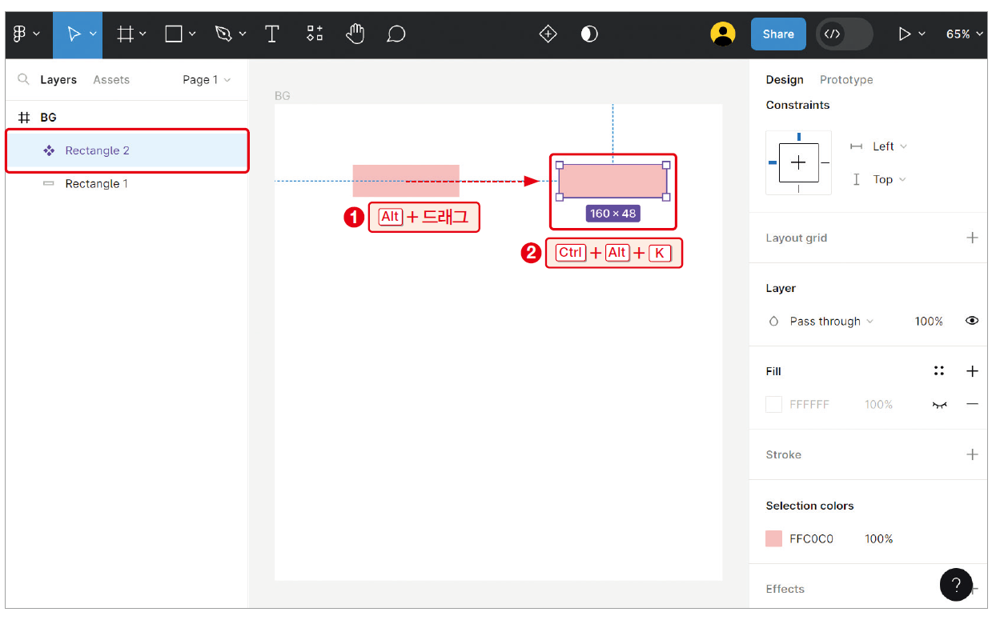 Share
65%
Layers
Assets
Page 1
BG
Rectangle 2
Rectangle 1
BG
1 Alt + 드래그
160 × 48
2 Ctrl + Alt + K
Design
Prototype
Constraints
Left
Top
Layout grid
Layer
Pass through
100%
Fill
FFFFFF
100%
Stroke
Selection colors
FFC0C0
100%
Effects
?